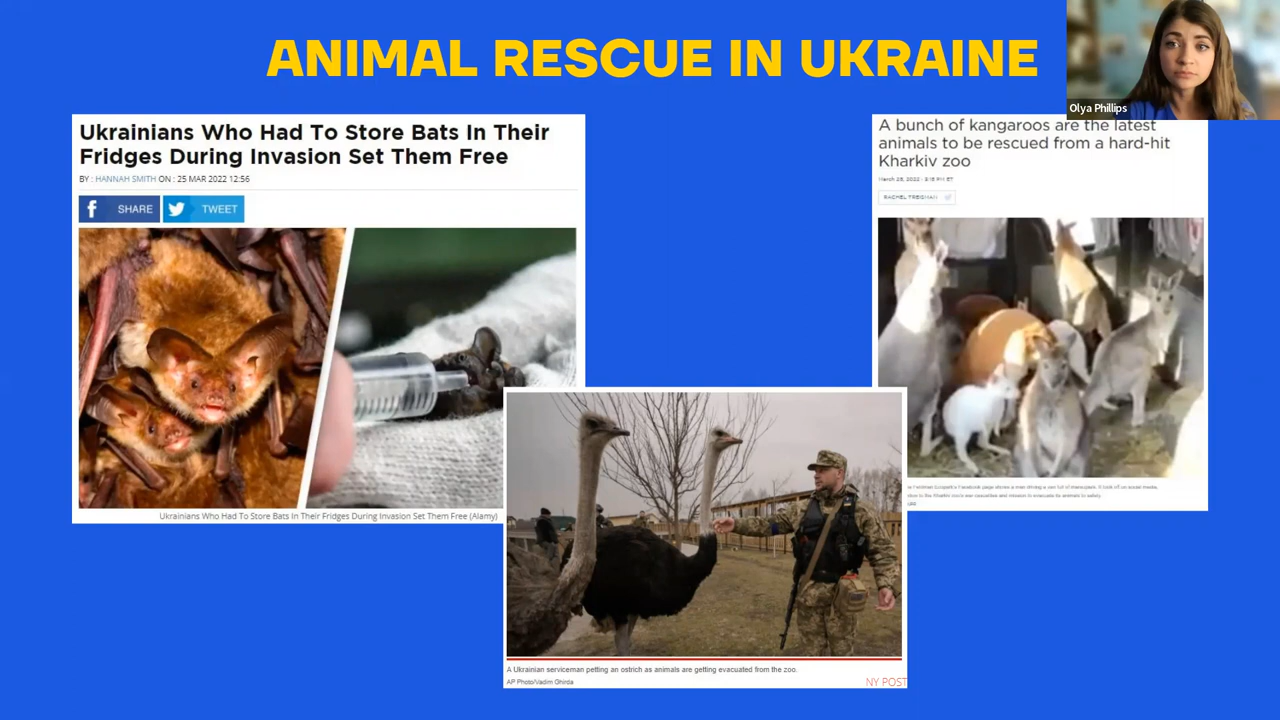 ANIMAL RESCUE IN UKRAINE
Olya Phillips
Ukrainians Who Had To Store Bats In Their
Fridges During Invasion Set Them Free
BY : HANNAH SMITH ON : 25 MAR 2022 12:56
SHARE
TWEET
Ukrainians Who Had To Store Bats In Their Fridges During Invasion Set Them Free (Alamy)
A bunch of kangaroos are the latest
animals to be rescued from a hard-hit
Kharkiv zoo
RACHEL TREISMAN
A Ukrainian serviceman petting an ostrich as animals are getting evacuated from the zoo.
AP Photo/Vadim Ghirda
NY POST